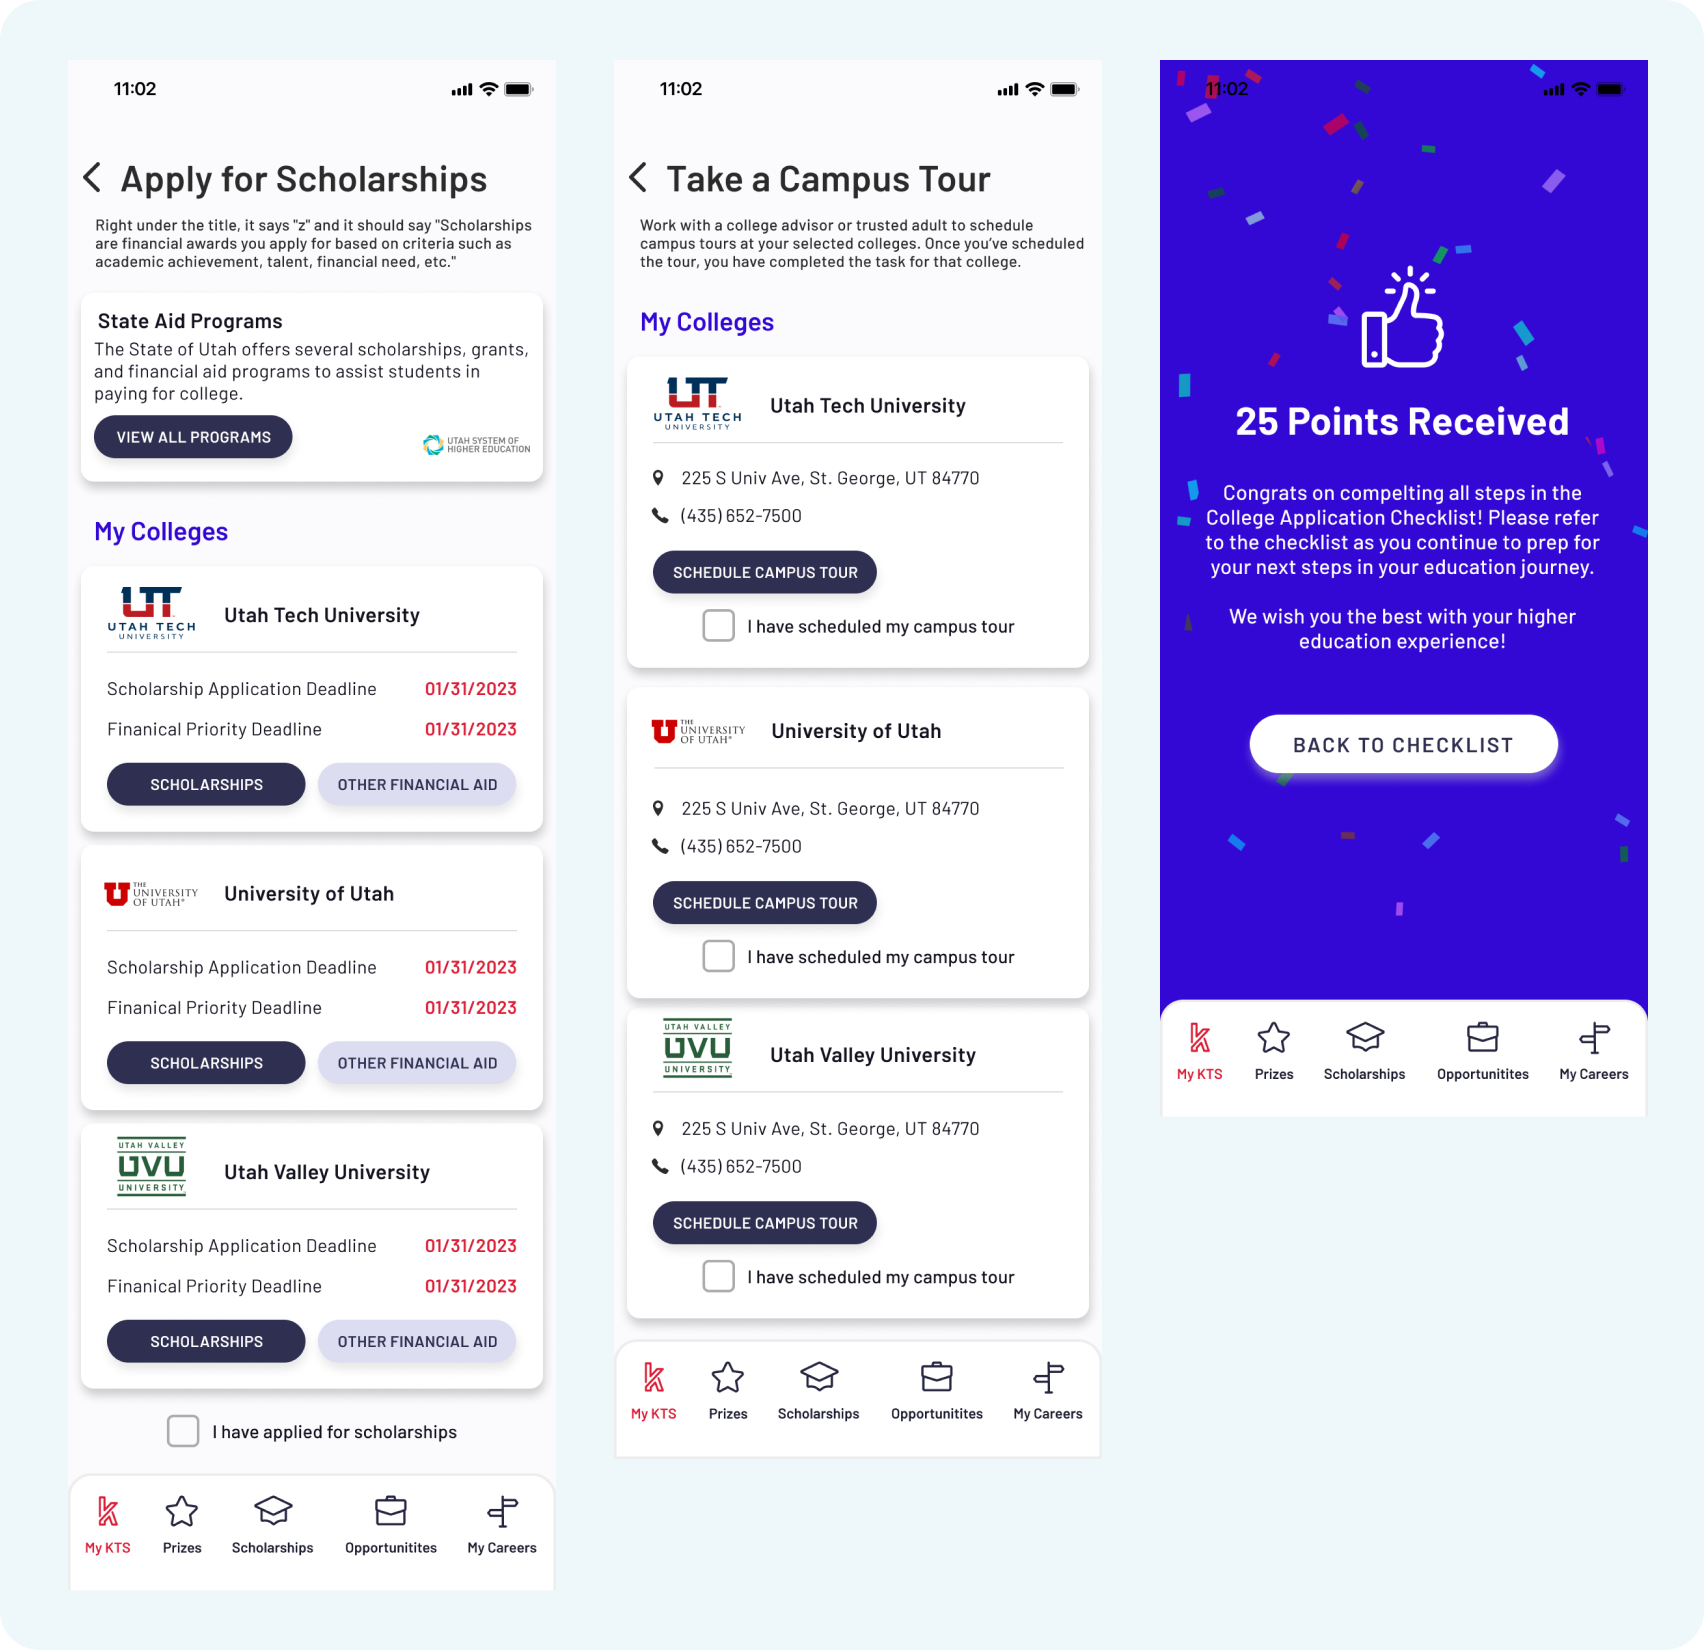 11:02
Apply for Scholarships
Right under the title, it says "z" and it should say "Scholarships
are financial awards you apply for based on criteria such as
academic achievement, talent, financial need, etc."
State Aid Programs
The State of Utah offers several scholarships, grants,
and financial aid programs to assist students in
paying for college.
VIEW ALL PROGRAMS
UTAH SYSTEM OF
HIGHER EDUCATION
My Colleges
UTAH TECH
UNIVERSITY
Utah Tech University
Scholarship Application Deadline 01/31/2023
Finanical Priority Deadline 01/31/2023
SCHOLARSHIPS OTHER FINANCIAL AID
THE
UNIVERSITY
OF UTAH®
University of Utah
Scholarship Application Deadline 01/31/2023
Finanical Priority Deadline 01/31/2023
SCHOLARSHIPS OTHER FINANCIAL AID
UTAH VALLEY
UVU
UNIVERSITY
Utah Valley University
Scholarship Application Deadline 01/31/2023
Finanical Priority Deadline 01/31/2023
SCHOLARSHIPS OTHER FINANCIAL AID
I have applied for scholarships
My KTS Prizes Scholarships Opportunitites My Careers
11:02
Take a Campus Tour
Work with a college advisor or trusted adult to schedule
campus tours at your selected colleges. Once you've scheduled
the tour, you have completed the task for that college.
My Colleges
UTAH TECH
UNIVERSITY
Utah Tech University
225 S Univ Ave, St. George, UT 84770
(435) 652-7500
SCHEDULE CAMPUS TOUR
I have scheduled my campus tour
THE
UNIVERSITY
OF UTAH®
University of Utah
225 S Univ Ave, St. George, UT 84770
(435) 652-7500
SCHEDULE CAMPUS TOUR
I have scheduled my campus tour
UTAH VALLEY
UVU
UNIVERSITY
Utah Valley University
225 S Univ Ave, St. George, UT 84770
(435) 652-7500
SCHEDULE CAMPUS TOUR
I have scheduled my campus tour
My KTS Prizes Scholarships Opportunitites My Careers
11:02
25 Points Received
Congrats on compelting all steps in the
College Application Checklist! Please refer
to the checklist as you continue to prep for
your next steps in your education journey.
We wish you the best with your higher
education experience!
BACK TO CHECKLIST
My KTS Prizes Scholarships Opportunitites My Careers